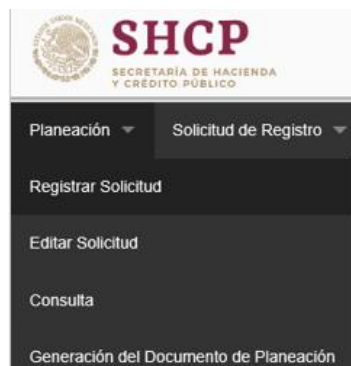 SHCP
SECRETARÍA DE HACIENDA
Y CRÉDITO PÚBLICO
Planeación Solicitud de Registro
Registrar Solicitud
Editar Solicitud
Consulta
Generación del Documento de Planeación